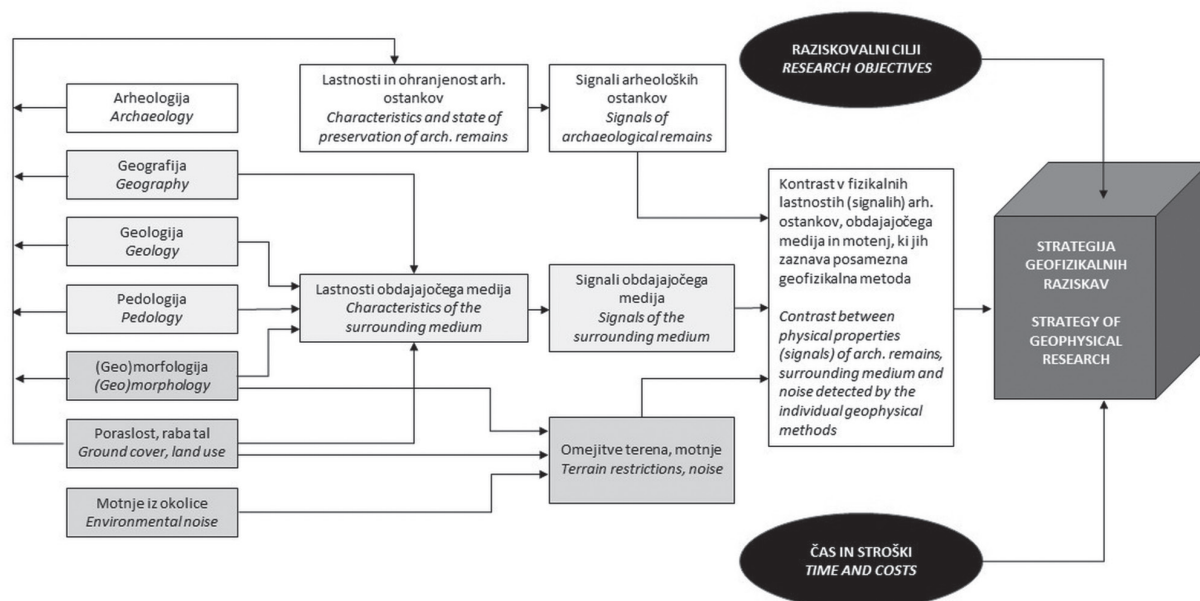 RAZISKOVALNI CILJI
RESEARCH OBJECTIVES
Lastnosti in ohranjenost arh.
ostankov
Characteristics and state of
preservation of arch. remains
Signali arheoloških
ostankov
Signals of
archaeological remains
Arheologija
Archaeology
Geografija
Geography
Geologija
Geology
Pedologija
Pedology
(Geo)morfologija
(Geo)morphology
Poraslost, raba tal
Ground cover, land use
Motnje iz okolice
Environmental noise
Lastnosti obdajajočega medija
Characteristics of the
surrounding medium
Signali obdajajočega
medija
Signals of the
surrounding medium
Omejitve terena, motnje
Terrain restrictions, noise
Kontrast v fizikalnih
lastnostih (signalih) arh.
ostankov, obdajajočega
medija in motenj, ki jih
zaznava posamezna
geofizikalna metoda
Contrast between
physical properties
(signals) of arch. remains,
surrounding medium and
noise detected by the
individual geophysical
methods
STRATEGIJA
GEOFIZIKALNIH
RAZISKAV
STRATEGY OF
GEOPHYSICAL
RESEARCH
ČAS IN STROŠKI
TIME AND COSTS